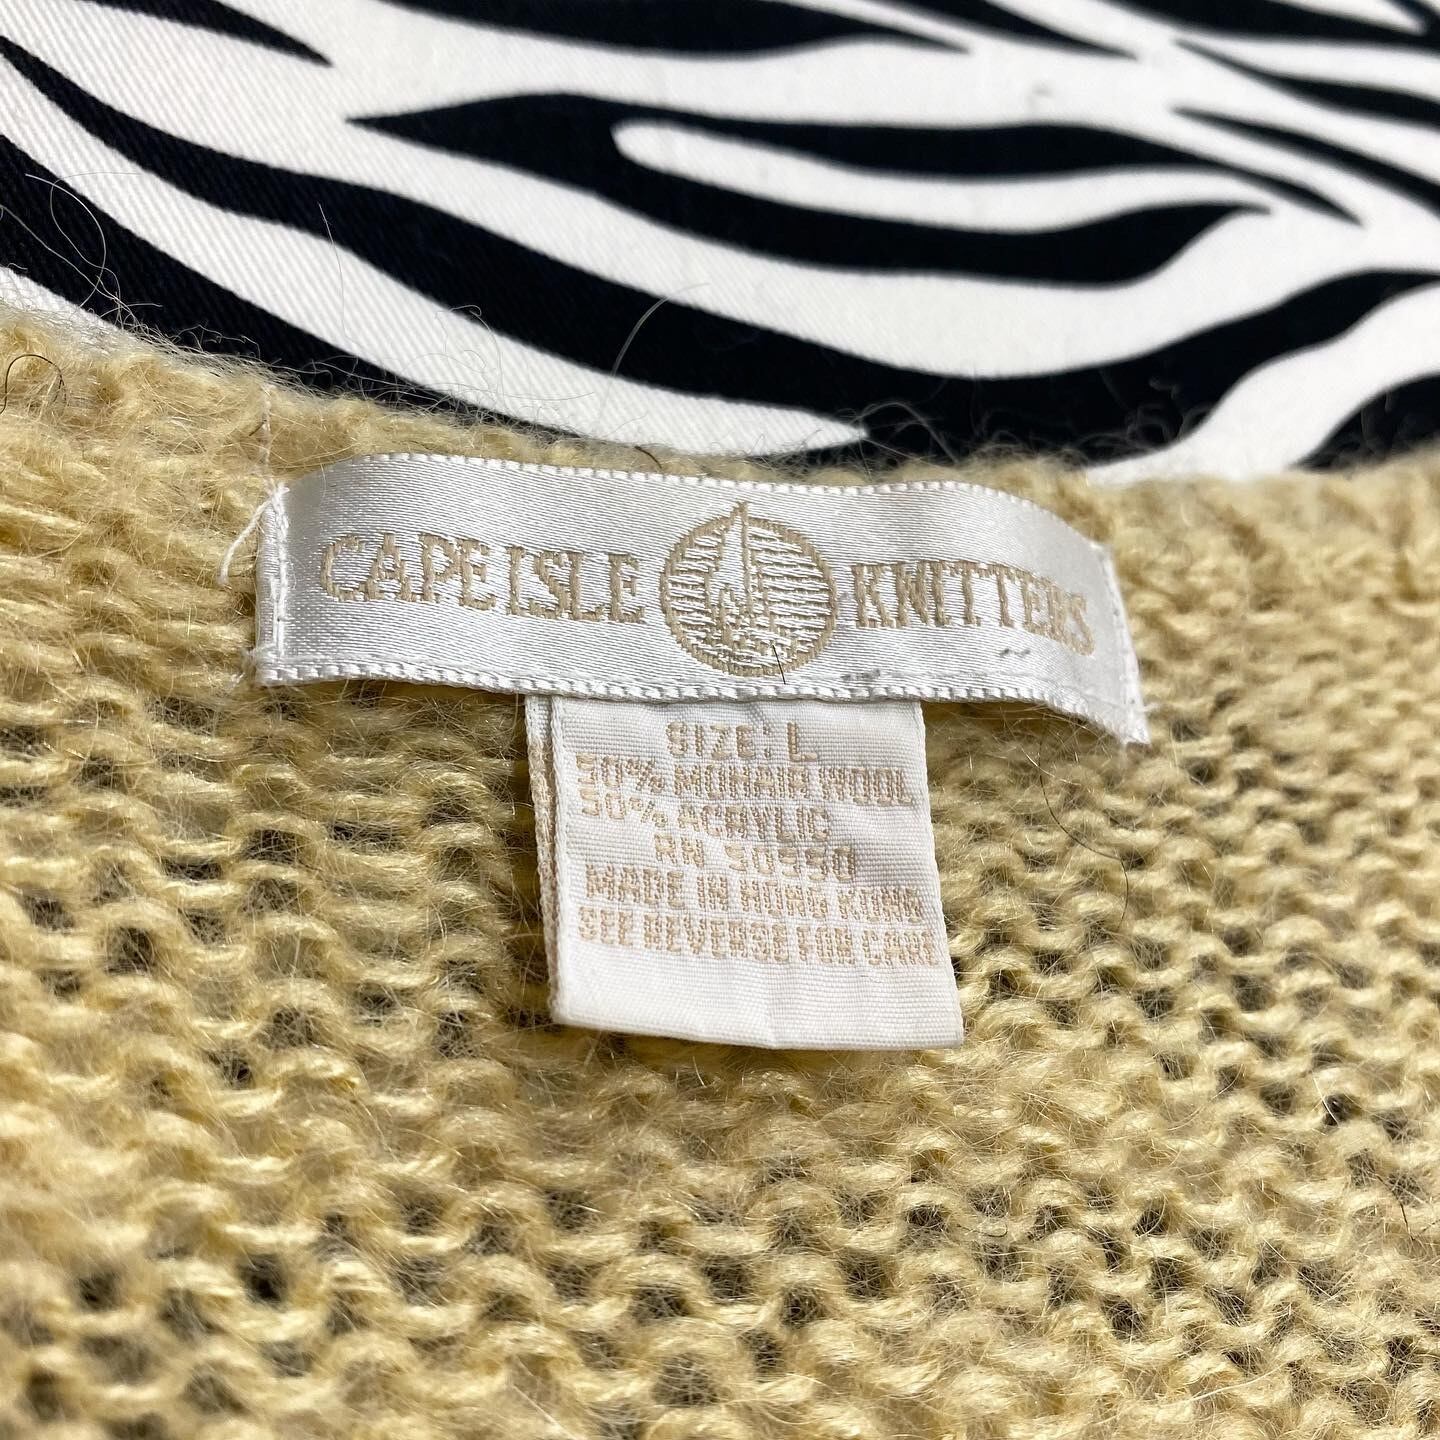 CAPE ISLE KNITTERS
SIZE: L
50% MOHAIR WOOL
50% ACRYLIC
RN 50550
MADE IN HONG KONG
SEE REVERSE FOR CARE